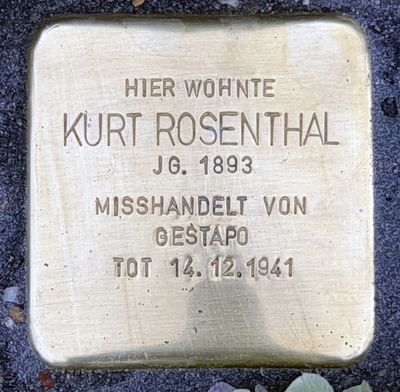 HIER WOHNTE
KURT ROSENTHAL
JG. 1893
MISSHANDELT VON
GESTAPO
TOT 14.12.1941